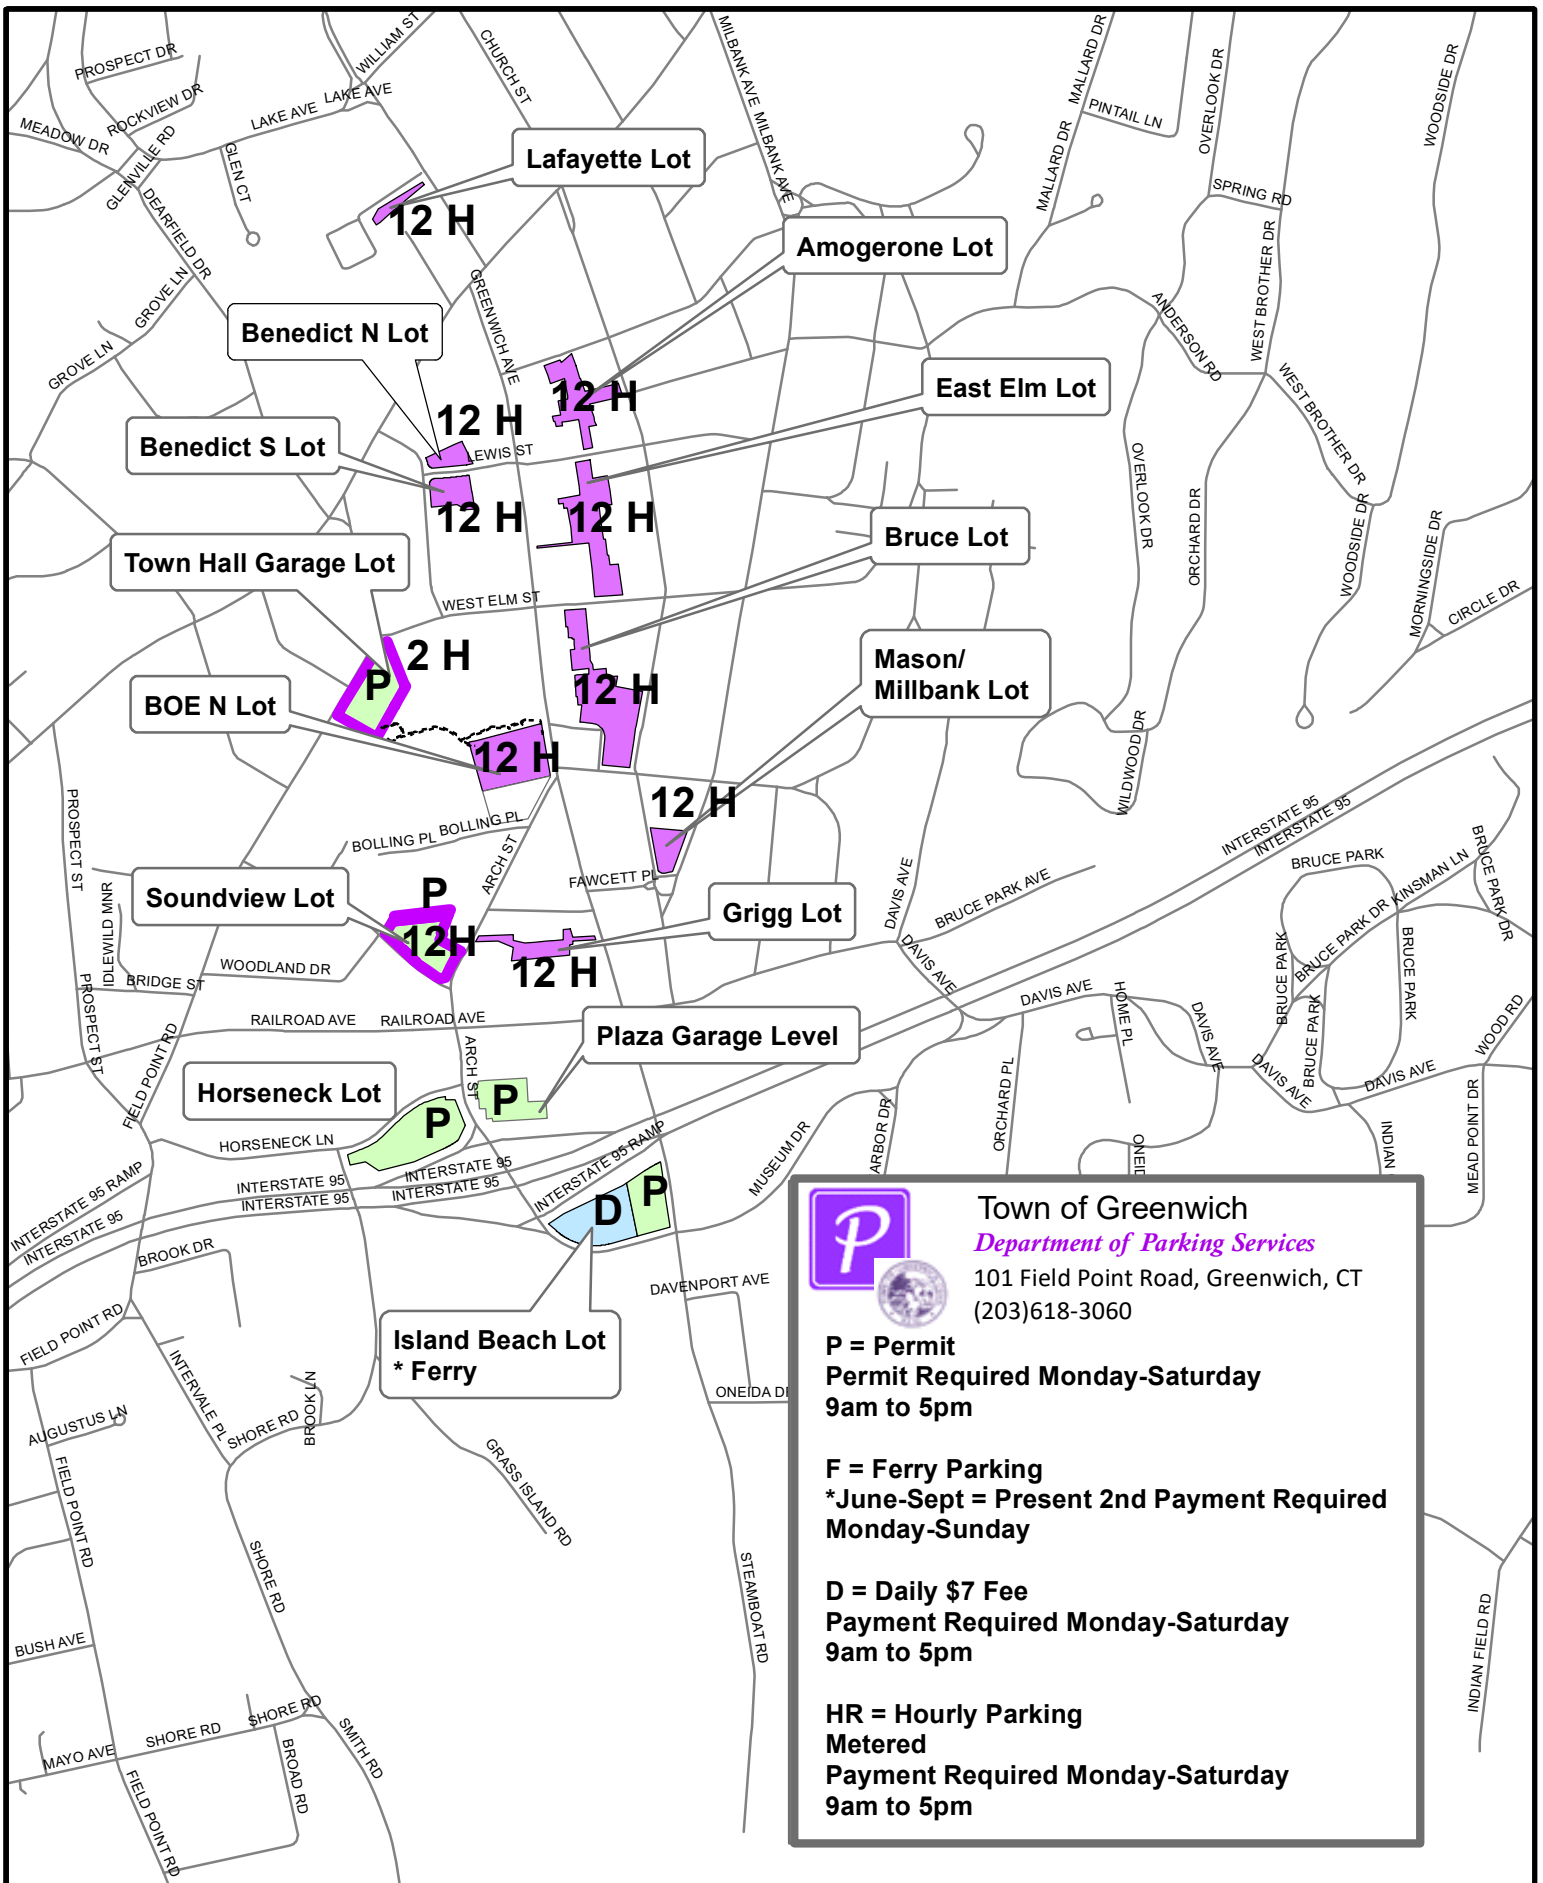 PROSPECT DR
WILLIAM ST
CHURCH ST
MILBANK AVE
MILBANK AVE
MALLARD DR
MALLARD DR
PINTAIL LN
OVERLOOK DR
WOODSIDE DR
ROCKVIEW DR
LAKE AVE
LAKE AVE
MEADOW DR
GLENVILLE RD
GLEN CT
DEARFIELD DR
Lafayette Lot
12 H
SPRING RD
WEST BROTHER DR
WEST BROTHER DR
Amogerone Lot
GROVE LN
GROVE LN
GREENWICH AVE
Benedict N Lot
ANDERSON RD
WEST BROTHER DR
12 H
East Elm Lot
12 H
Benedict S Lot
LEWIS ST
12 H
12 H
OVERLOOK DR
ORCHARD DR
WOODSIDE DR
MORNINGSIDE DR
CIRCLE DR
Bruce Lot
Town Hall Garage Lot
WEST ELM ST
2 H
P
Mason/
Millbank Lot
12 H
BOE N Lot
12 H
WILDWOOD DR
12 H
PROSPECT ST
BOLLING PL
BOLLING PL
ARCH ST
FAWCETT PL
INTERSTATE 95
INTERSTATE 95
BRUCE PARK
KINSMAN LN
BRUCE PARK DR
BRUCE PARK DR
DAVIS AVE
BRUCE PARK AVE
Soundview Lot
P
12H
Grigg Lot
12 H
IDLEWILD MNR
BRIDGE ST
WOODLAND DR
DAVIS AVE
BRUCE PARK
BRUCE PARK
BRUCE PARK
PROSPECT ST
FIELD POINT RD
RAILROAD AVE
RAILROAD AVE
ARCH ST
Plaza Garage Level
DAVIS AVE
HOME PL
DAVIS AVE
DAVIS AVE
DAVIS AVE
WOOD RD
Horseneck Lot
P
P
HORSENECK LN
ORCHARD PL
ARBOR DR
MUSEUM DR
ONEID
INDIAN
MEAD POINT DR
INTERSTATE 95 RAMP
INTERSTATE 95
INTERSTATE 95
INTERSTATE 95
INTERSTATE 95
INTERSTATE 95
INTERSTATE 95 RAMP
D
P
BROOK DR
DAVENPORT AVE
Island Beach Lot
* Ferry
FIELD POINT RD
INTERVALE PL
BROOK LN
SHORE RD
AUGUSTUS LN
ONEIDA DR
GRASS ISLAND RD
FIELD POINT RD
SHORE RD
STEAMBOAT RD
BUSH AVE
INDIAN FIELD RD
MAYO AVE
SHORE RD
SHORE RD
BROAD RD
SMITH RD
FIELD POINT RD
P
Town of Greenwich
Department of Parking Services
101 Field Point Road, Greenwich, CT
(203)618-3060
P = Permit
Permit Required Monday-Saturday
9am to 5pm
F = Ferry Parking
*June-Sept = Present 2nd Payment Required
Monday-Sunday
D = Daily $7 Fee
Payment Required Monday-Saturday
9am to 5pm
HR = Hourly Parking
Metered
Payment Required Monday-Saturday
9am to 5pm